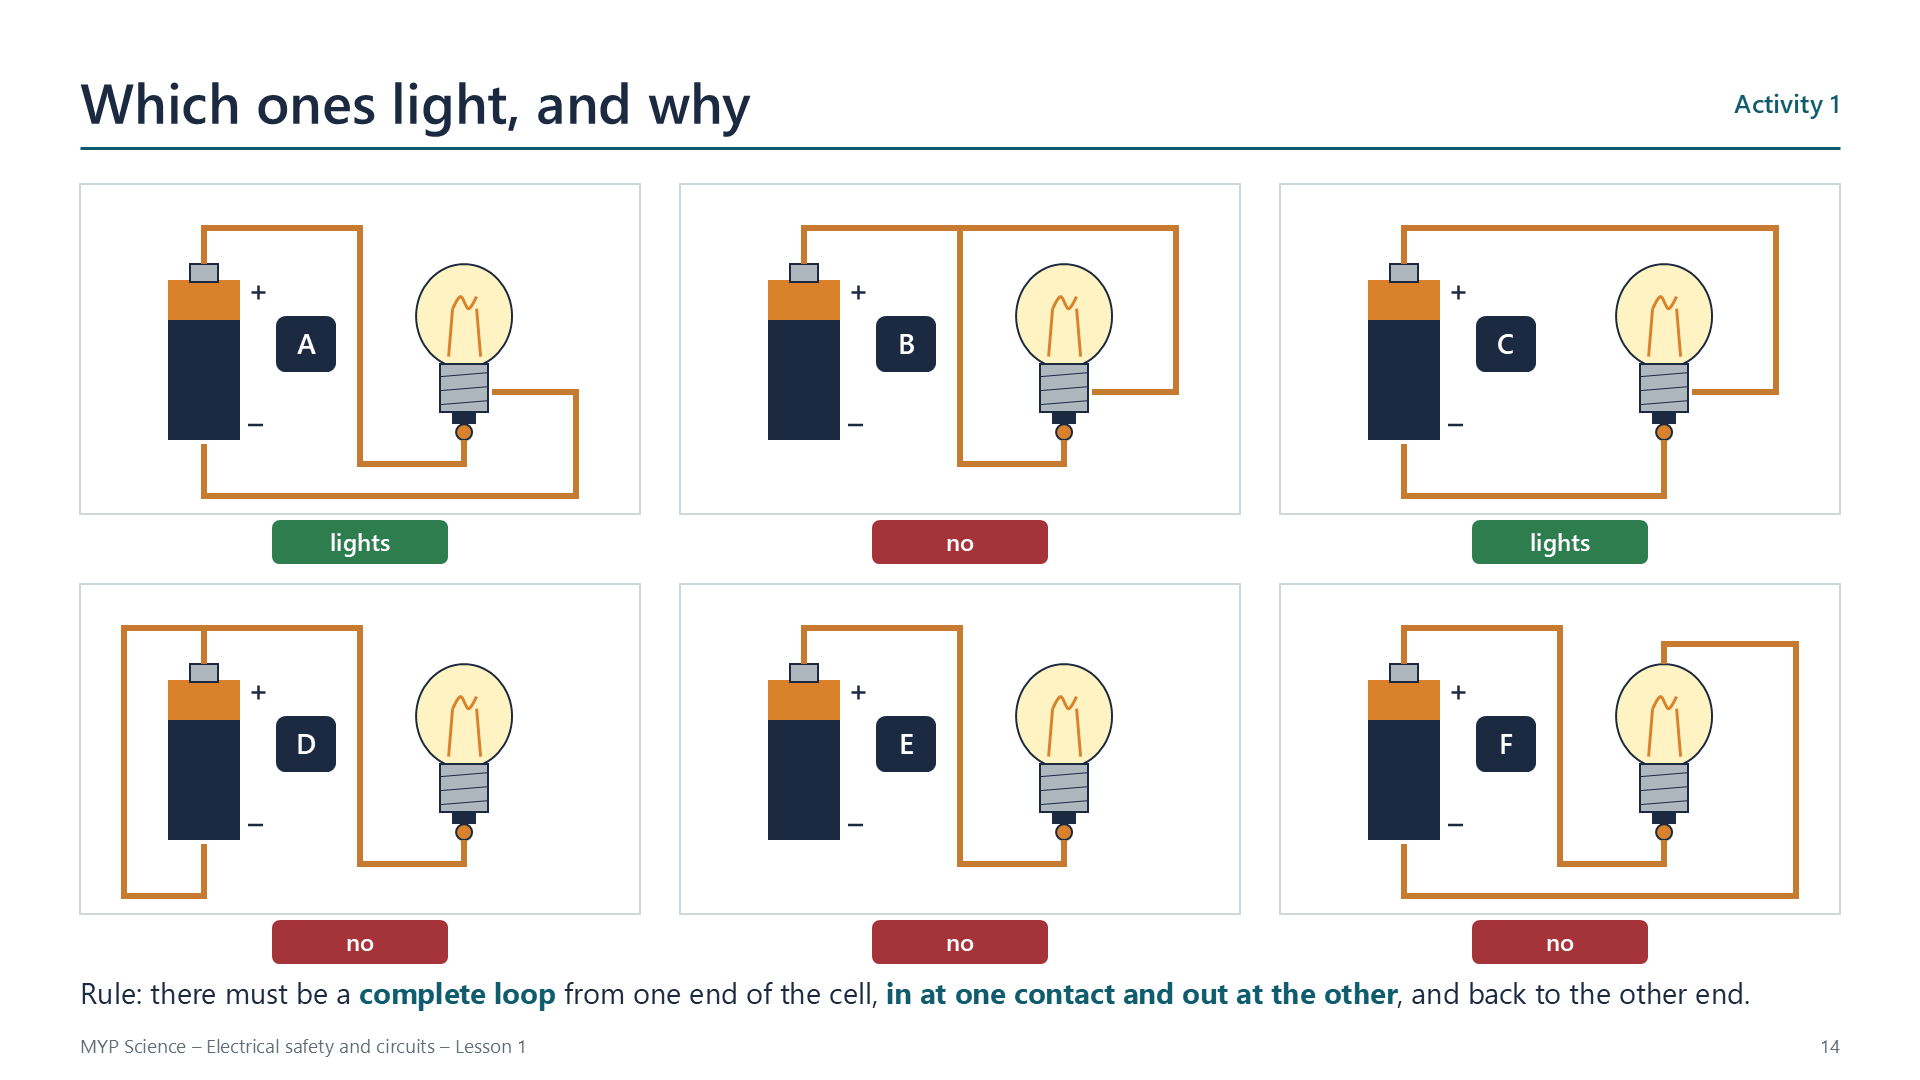 Which ones light, and why
Activity 1
+
A
−
+
B
−
+
C
−
lights
no
lights
+
D
−
+
E
−
+
F
−
no
no
no
Rule: there must be a complete loop from one end of the cell, in at one contact and out at the other, and back to the other end.
MYP Science – Electrical safety and circuits – Lesson 1
14